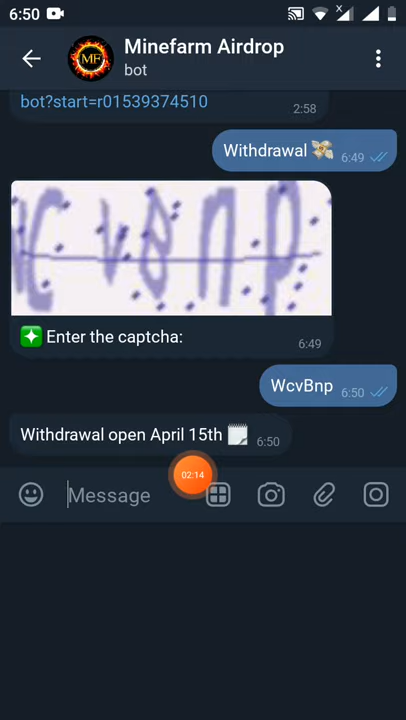 6:50
Minefarm Airdrop
MF
bot
bot?start=r01539374510
2:58
Withdrawal 💸 6:49
Enter the captcha:
6:49
WcvBnp 6:50
Withdrawal open April 15th 🗒️ 6:50
02:14
Message